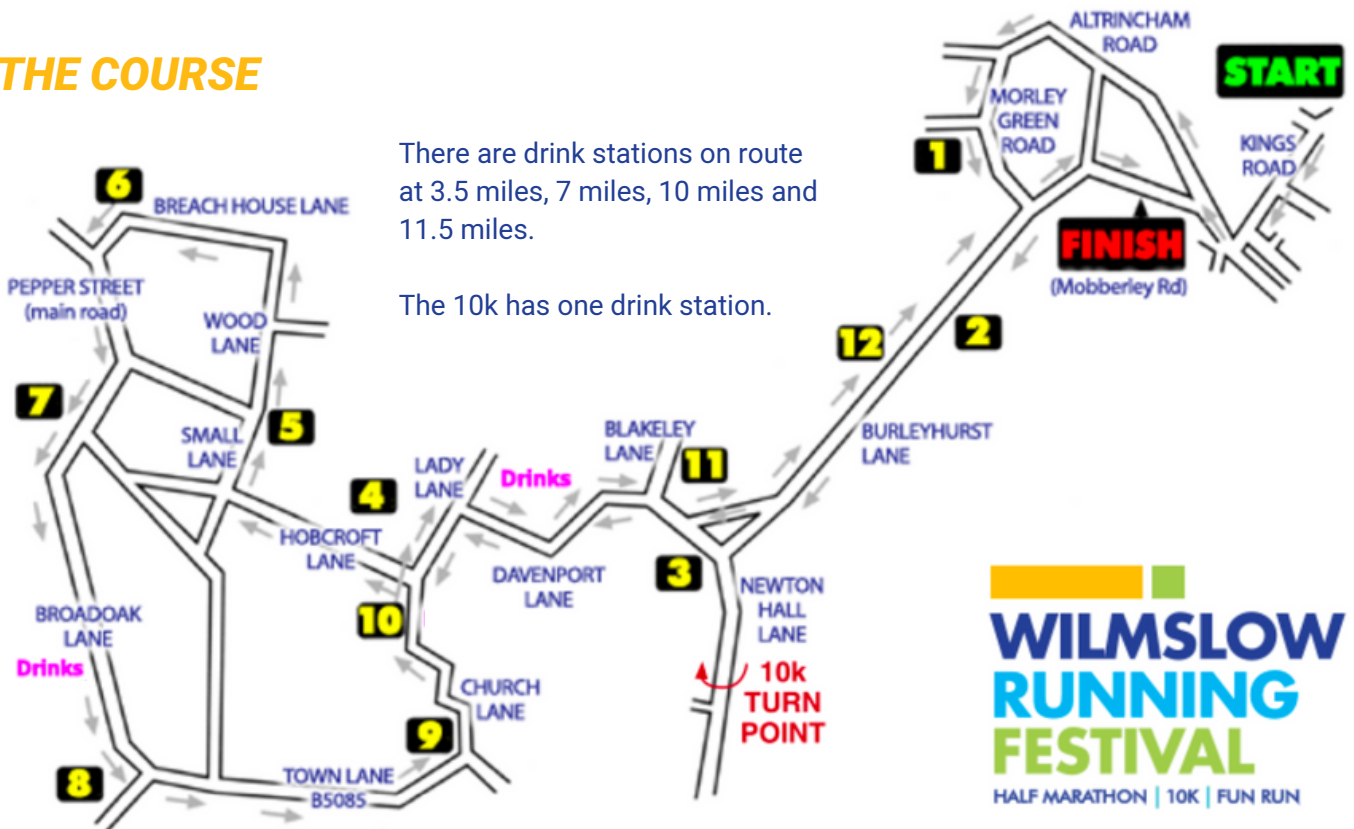 THE COURSE
There are drink stations on route
at 3.5 miles, 7 miles, 10 miles and
11.5 miles.
The 10k has one drink station.
ALTRINCHAM
ROAD
START
KINGS
ROAD
MORLEY
GREEN
ROAD
1
FINISH
(Mobberley Rd)
2
12
BURLEYHURST
LANE
6
BREACH HOUSE LANE
PEPPER STREET
(main road)
WOOD
LANE
7
5
SMALL
LANE
4
LADY
LANE
Drinks
BLAKELEY
LANE
11
HOBCROFT
LANE
DAVENPORT
LANE
3
NEWTON
HALL
LANE
10
BROADOAK
LANE
Drinks
10k
TURN
POINT
CHURCH
LANE
9
8
TOWN LANE
B5085
WILMSLOW
RUNNING
FESTIVAL
HALF MARATHON | 10K | FUN RUN